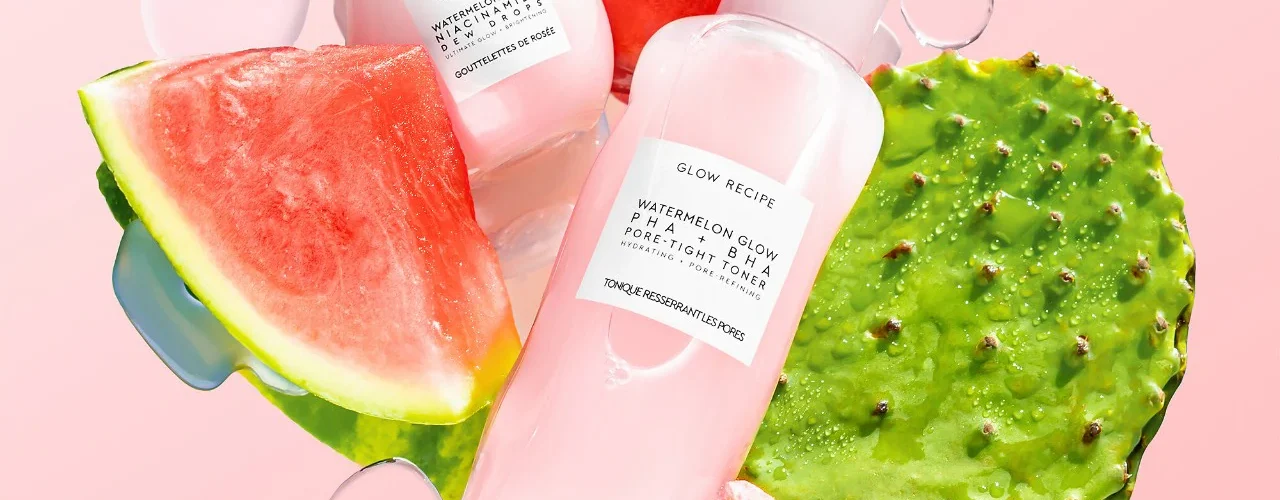 WATERMELON
NIACINAMIDE
DEW DROPS
ULTIMATE GLOW + BRIGHTENING
GOUTTELETTES DE ROSÉE
GLOW RECIPE
WATERMELON GLOW
PHA + BHA
PORE-TIGHT TONER
HYDRATING + PORE-REFINING
TONIQUE RESSERRANT LES PORES